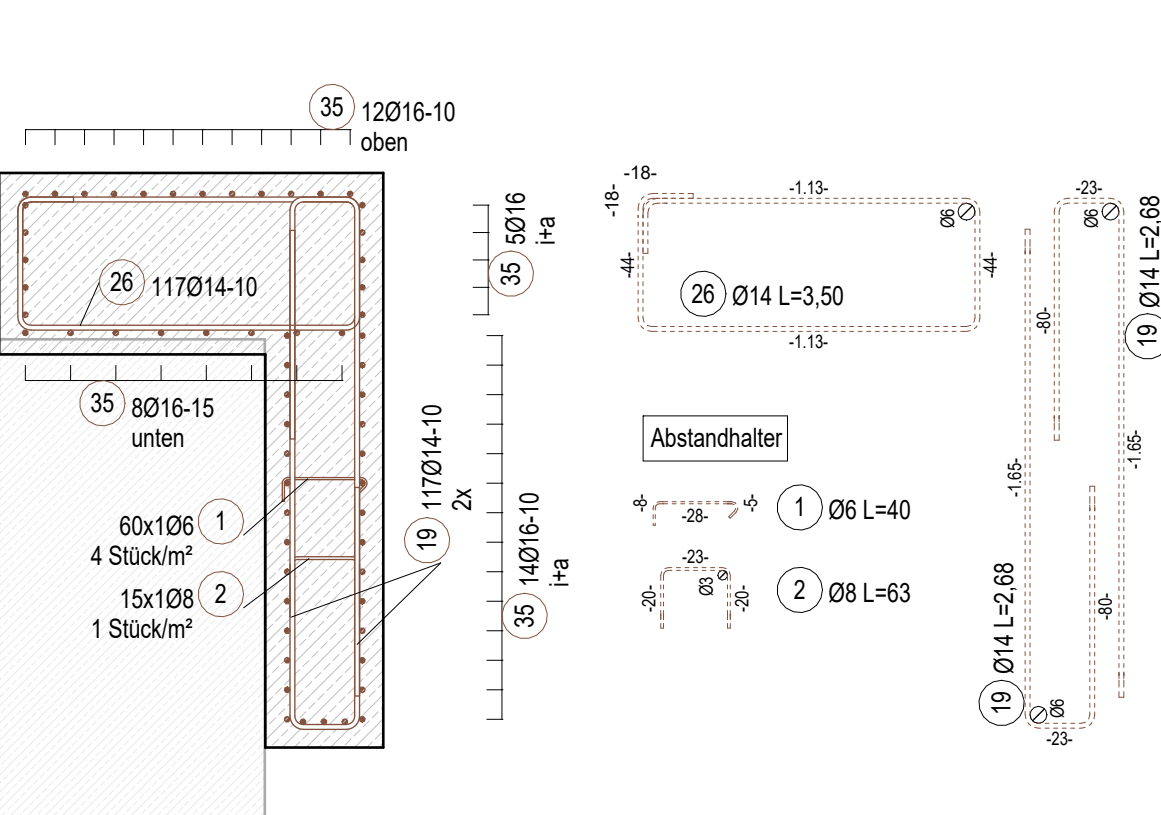 35 12Ø16-10
oben
26 117Ø14-10
35 5Ø16
i+a
35 8Ø16-15
unten
60x1Ø6 1
4 Stück/m²
15x1Ø8 2
1 Stück/m²
19 117Ø14-10
2x
35 14Ø16-10
i+a
-18-
-18-
-1.13-
Ø6
-44-
-44-
26 Ø14 L=3,50
-1.13-
Abstandhalter
-8-
-28-
-5-
1 Ø6 L=40
-23-
-20-
Ø3
-20-
2 Ø8 L=63
-23-
Ø6
-80-
-1.65-
19 Ø14 L=2,68
-1.65-
-80-
19 Ø14 L=2,68
Ø6
-23-